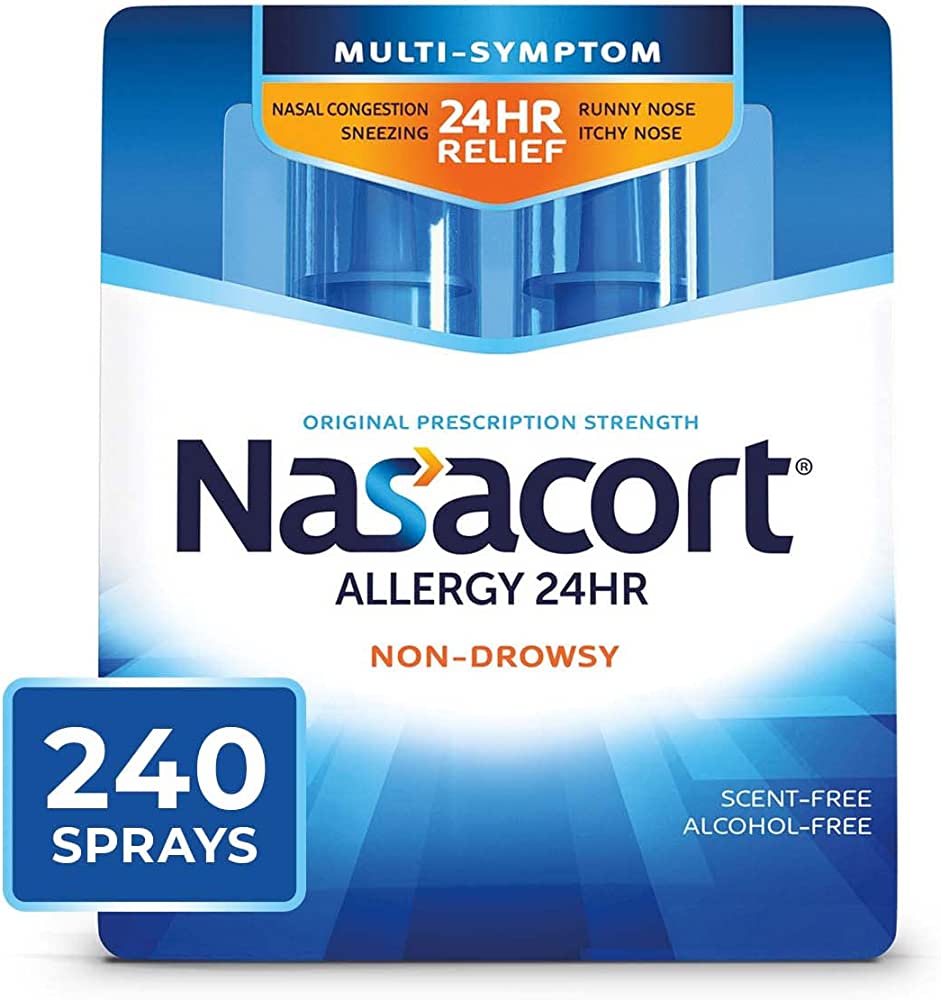 MULTI-SYMPTOM
NASAL CONGESTION
SNEEZING
24HR
RELIEF
RUNNY NOSE
ITCHY NOSE
ORIGINAL PRESCRIPTION STRENGTH
Nasacort®
ALLERGY 24HR
NON-DROWSY
240
SPRAYS
SCENT-FREE
ALCOHOL-FREE